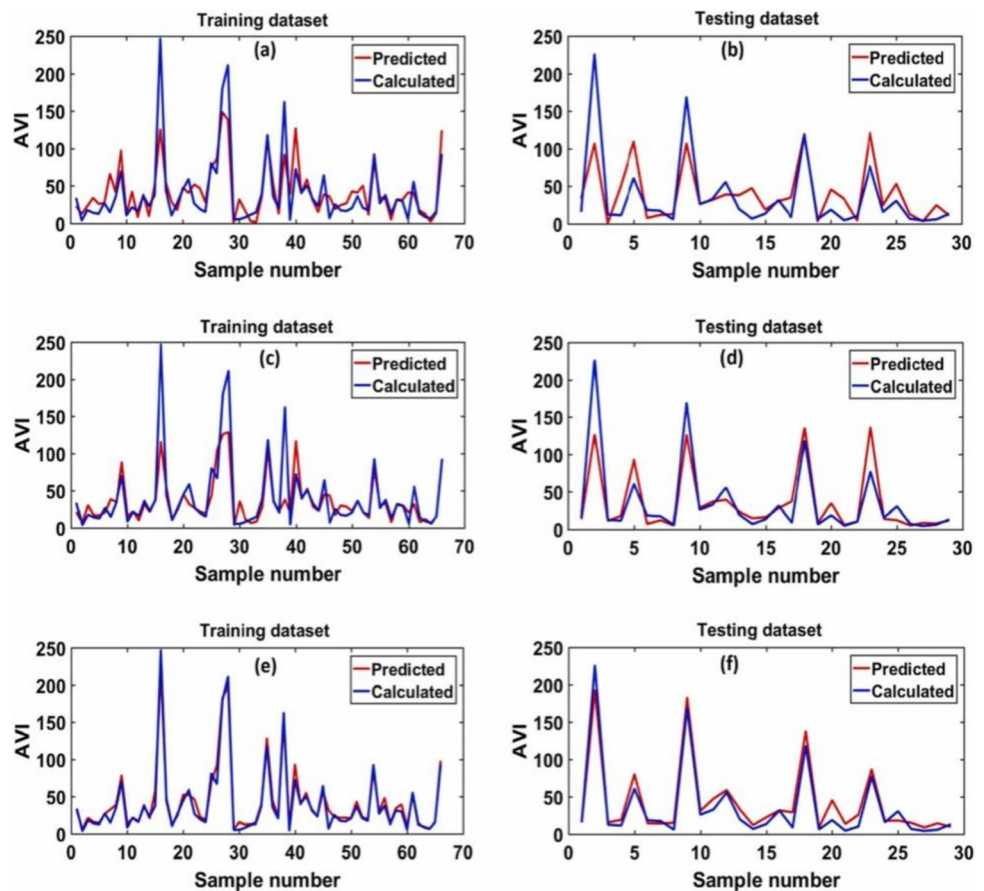 Training dataset
(a)
Predicted
Calculated
AVI
250
200
150
100
50
0
0 10 20 30 40 50 60 70
Sample number
Testing dataset
(b)
Predicted
Calculated
AVI
250
200
150
100
50
0
0 5 10 15 20 25 30
Sample number
Training dataset
(c)
Predicted
Calculated
AVI
250
200
150
100
50
0
0 10 20 30 40 50 60 70
Sample number
Testing dataset
(d)
Predicted
Calculated
AVI
250
200
150
100
50
0
0 5 10 15 20 25 30
Sample number
Training dataset
(e)
Predicted
Calculated
AVI
250
200
150
100
50
0
0 10 20 30 40 50 60 70
Sample number
Testing dataset
(f)
Predicted
Calculated
AVI
250
200
150
100
50
0
0 5 10 15 20 25 30
Sample number